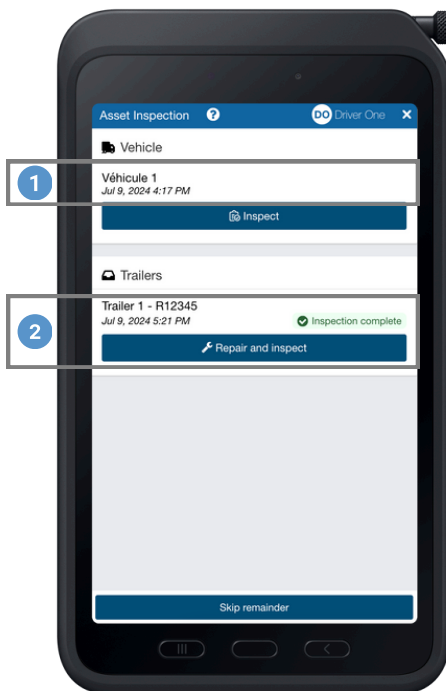 Asset Inspection ? DO Driver One ×
Vehicle
1
Véhicule 1
Jul 9, 2024 4:17 PM
Inspect
Trailers
2
Trailer 1 - R12345
Jul 9, 2024 5:21 PM
Inspection complete
Repair and inspect
Skip remainder